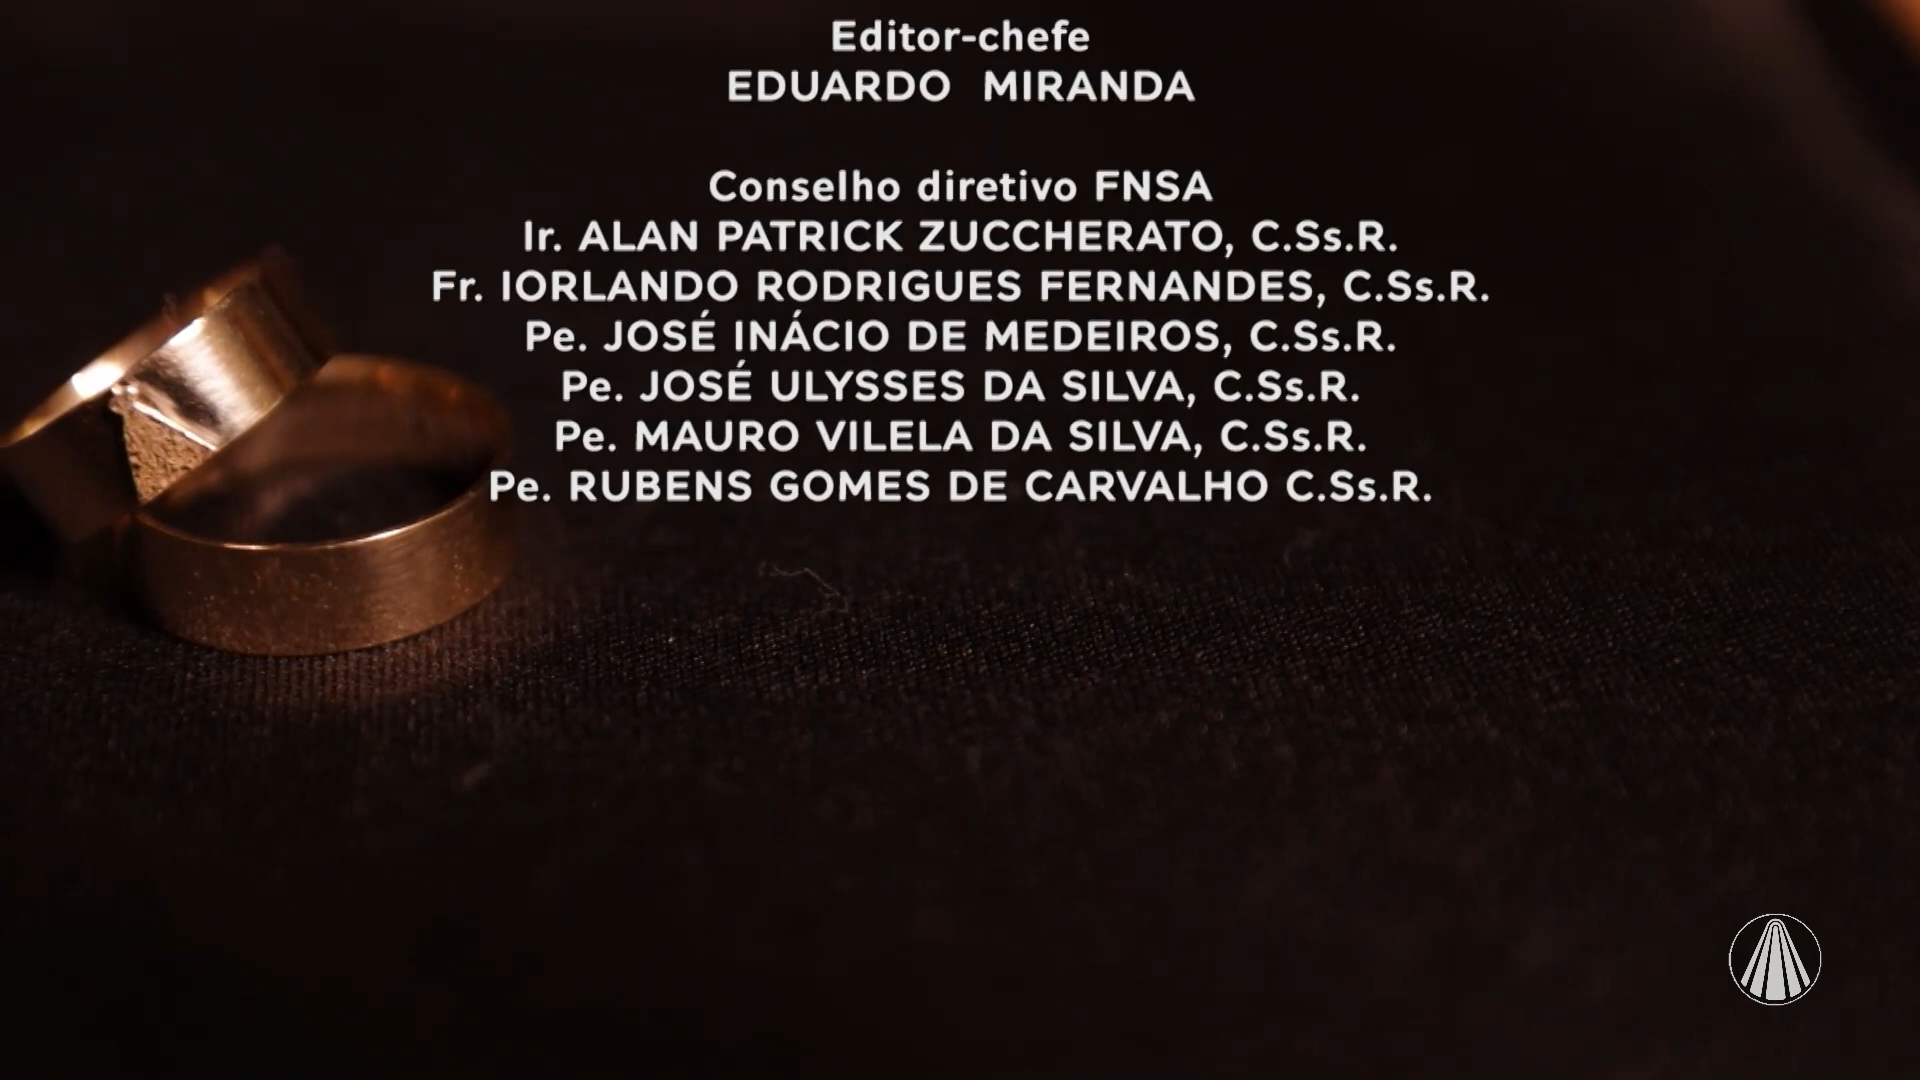 Editor-chefe
EDUARDO MIRANDA
Conselho diretivo FNSA
Ir. ALAN PATRICK ZUCCHERATO, C.Ss.R.
Fr. IORLANDO RODRIGUES FERNANDES, C.Ss.R.
Pe. JOSÉ INÁCIO DE MEDEIROS, C.Ss.R.
Pe. JOSÉ ULYSSES DA SILVA, C.Ss.R.
Pe. MAURO VILELA DA SILVA, C.Ss.R.
Pe. RUBENS GOMES DE CARVALHO C.Ss.R.